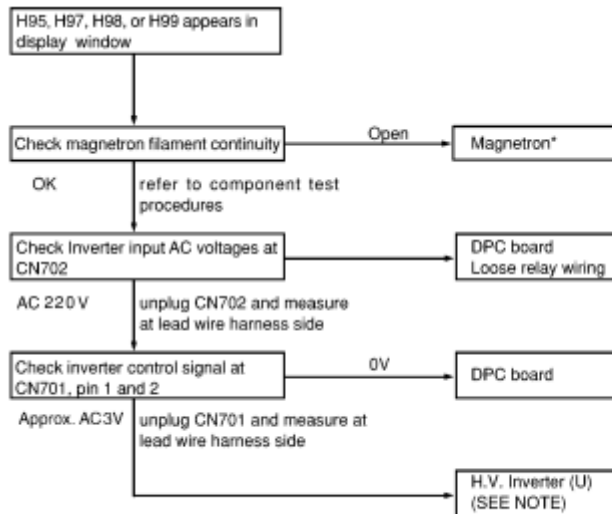 H95, H97, H98, or H99 appears in
display window
Check magnetron filament continuity
Open
Magnetron*
OK
refer to component test
procedures
Check Inverter input AC voltages at
CN702
DPC board
Loose relay wiring
AC 220 V
unplug CN702 and measure
at lead wire harness side
Check inverter control signal at
CN701, pin 1 and 2
0V
DPC board
Approx. AC3V
unplug CN701 and measure at
lead wire harness side
H.V. Inverter (U)
(SEE NOTE)